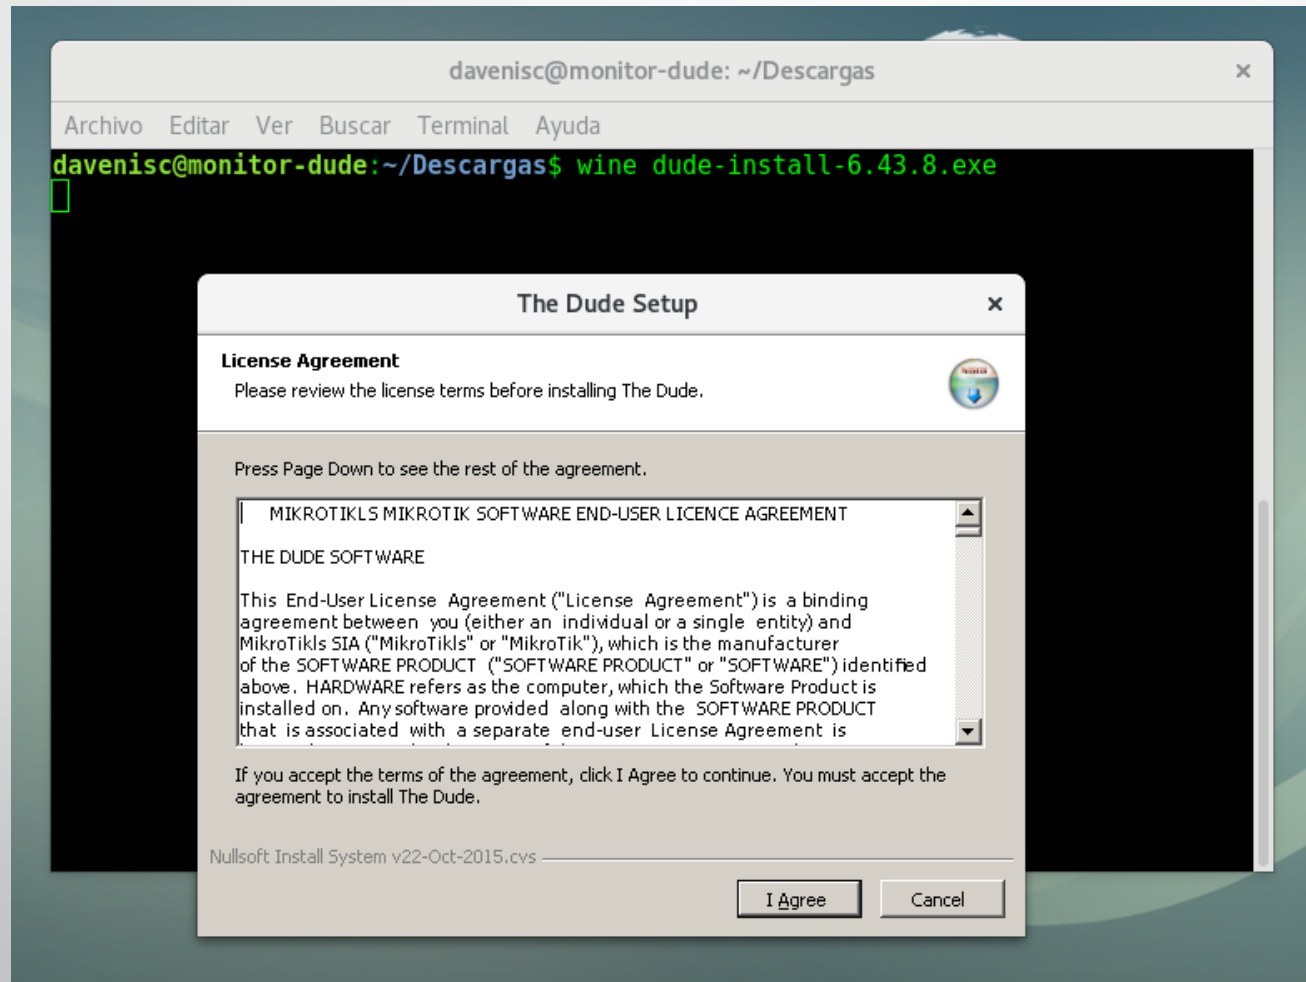 davenisc@monitor-dude: ~/Descargas
Archivo Editar Ver Buscar Terminal Ayuda
davenisc@monitor-dude:~/Descargas$ wine dude-install-6.43.8.exe
The Dude Setup
License Agreement
Please review the license terms before installing The Dude.
Press Page Down to see the rest of the agreement.
MIKROTIKLS MIKROTIK SOFTWARE END-USER LICENCE AGREEMENT
THE DUDE SOFTWARE
This End-User License Agreement ("License Agreement") is a binding
agreement between you (either an individual or a single entity) and
MikroTikls SIA ("MikroTikls" or "MikroTik"), which is the manufacturer
of the SOFTWARE PRODUCT ("SOFTWARE PRODUCT" or "SOFTWARE") identified
above. HARDWARE refers as the computer, which the Software Product is
installed on. Any software provided along with the SOFTWARE PRODUCT
that is associated with a separate end-user License Agreement is
If you accept the terms of the agreement, click I Agree to continue. You must accept the
agreement to install The Dude.
Nullsoft Install System v22-Oct-2015.cvs
I Agree
Cancel